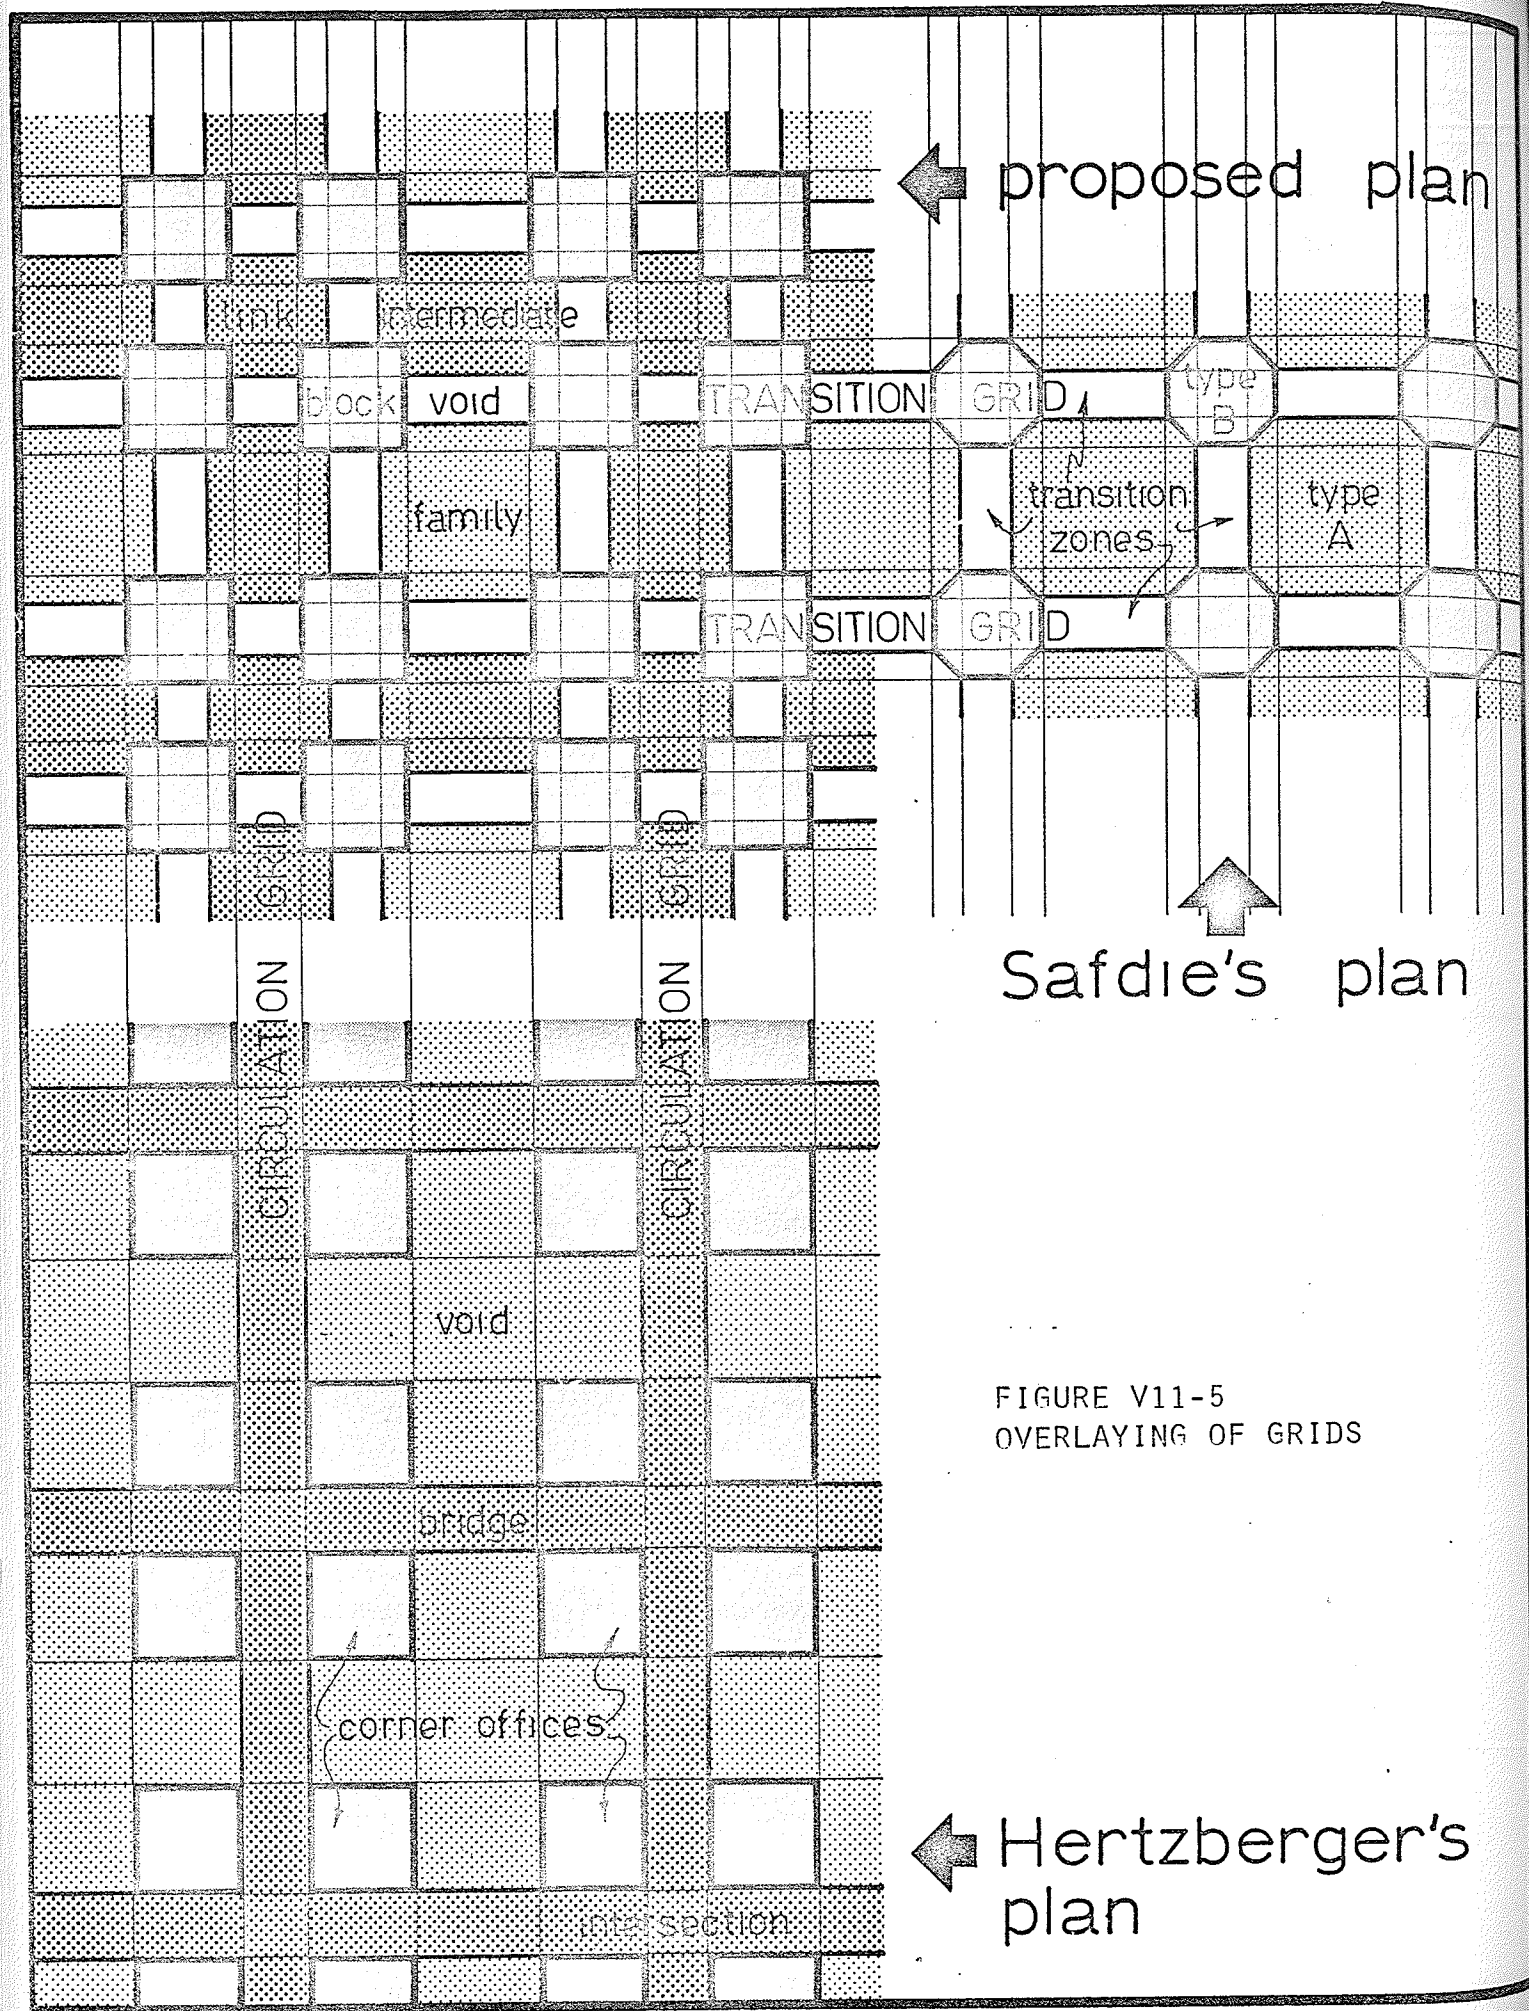 proposed plan
link intermediate
block void TRANSITION GRID type
B
family transition type
zones A
TRANSITION GRID
CIRCULATION GRID
CIRCULATION GRID
Safdie's plan
void
FIGURE V11-5
OVERLAYING OF GRIDS
bridge
corner offices
Hertzberger's
plan
intersection